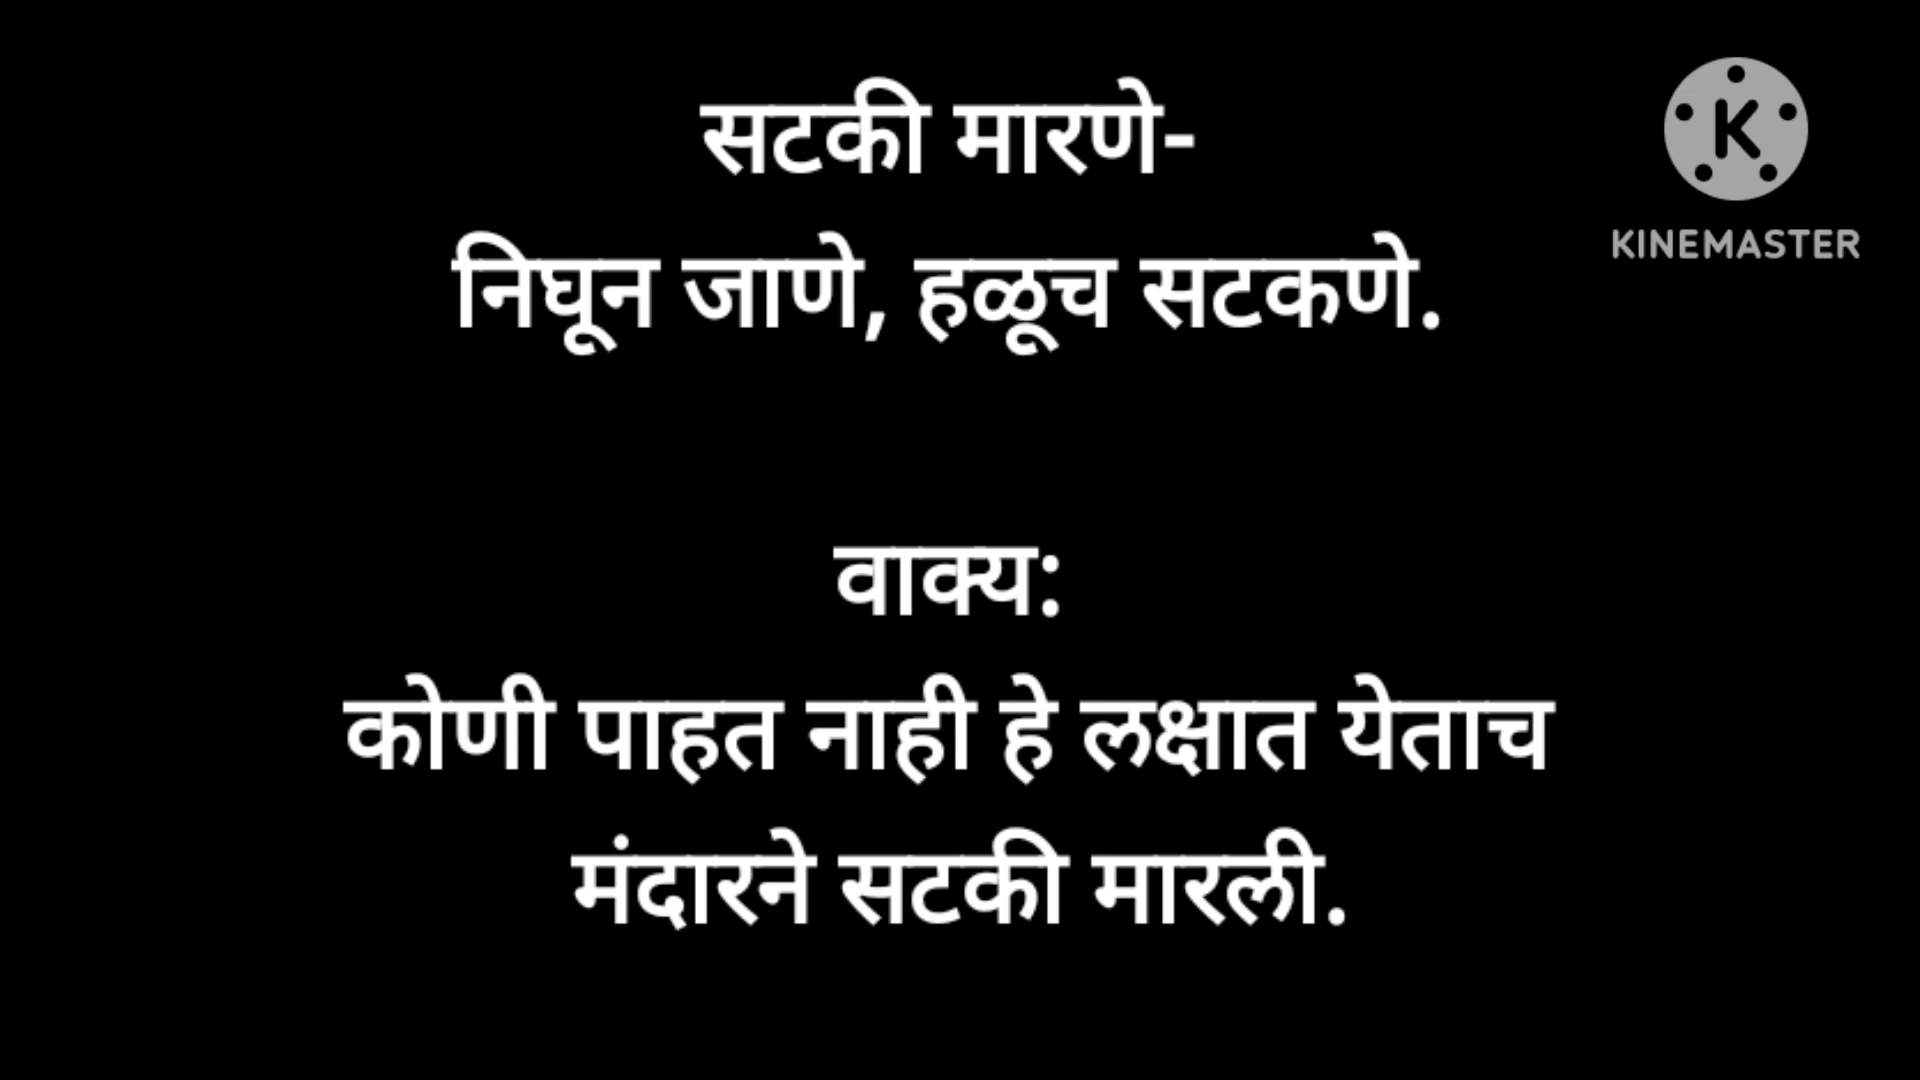 सटकी मारणे-
K
KINEMASTER
निघून जाणे, हळूच सटकणे.
वाक्य:
कोणी पाहत नाही हे लक्षात येताच
मंदारने सटकी मारली.